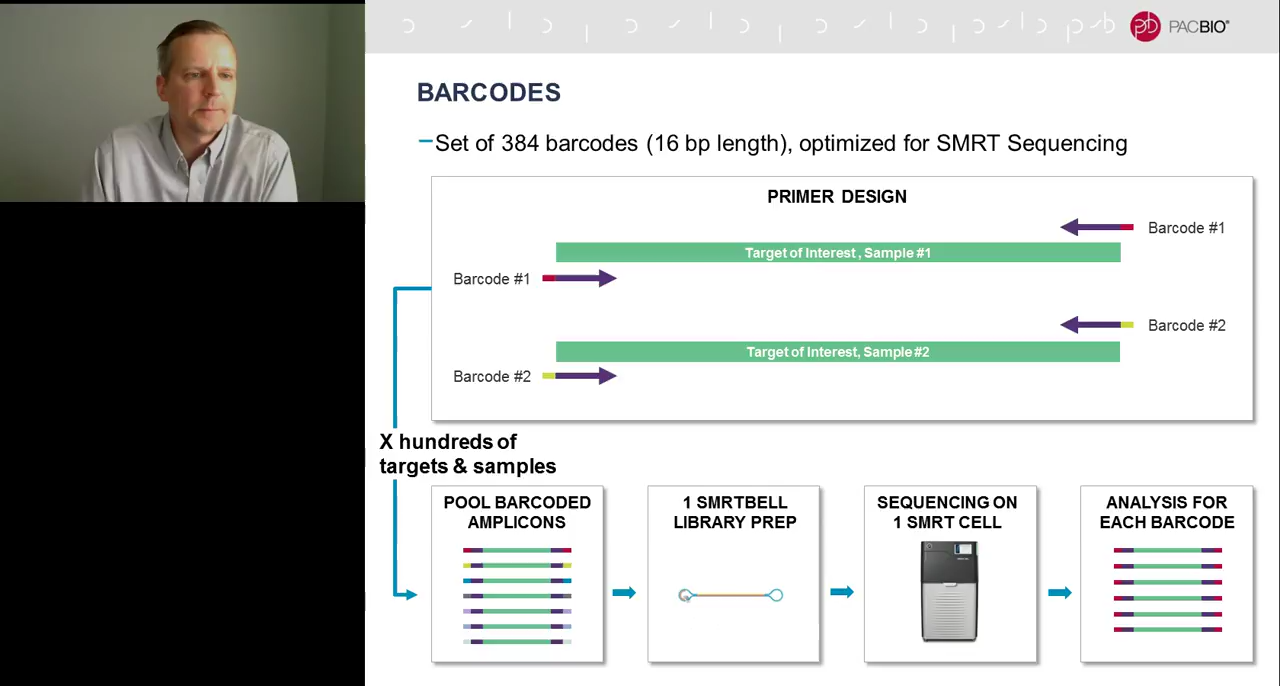 PACBIO®
BARCODES
–Set of 384 barcodes (16 bp length), optimized for SMRT Sequencing
PRIMER DESIGN
Barcode #1
Target of Interest , Sample #1
Barcode #1
Barcode #2
Target of Interest, Sample #2
Barcode #2
X hundreds of
targets & samples
POOL BARCODED
AMPLICONS
1 SMRTBELL
LIBRARY PREP
SEQUENCING ON
1 SMRT CELL
ANALYSIS FOR
EACH BARCODE